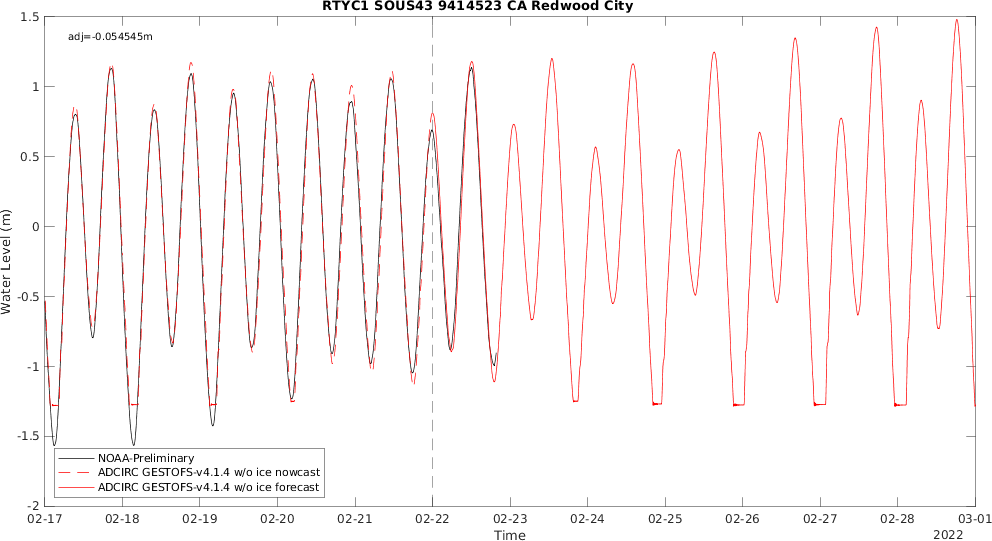 RTYC1 SOUS43 9414523 CA Redwood City
adj=-0.054545m
1.5
1
0.5
0
-0.5
-1
-1.5
-2
Water Level (m)
NOAA-Preliminary
ADCIRC GESTOFS-v4.1.4 w/o ice nowcast
ADCIRC GESTOFS-v4.1.4 w/o ice forecast
02-17 02-18 02-19 02-20 02-21 02-22 02-23 02-24 02-25 02-26 02-27 02-28 03-01
Time
2022